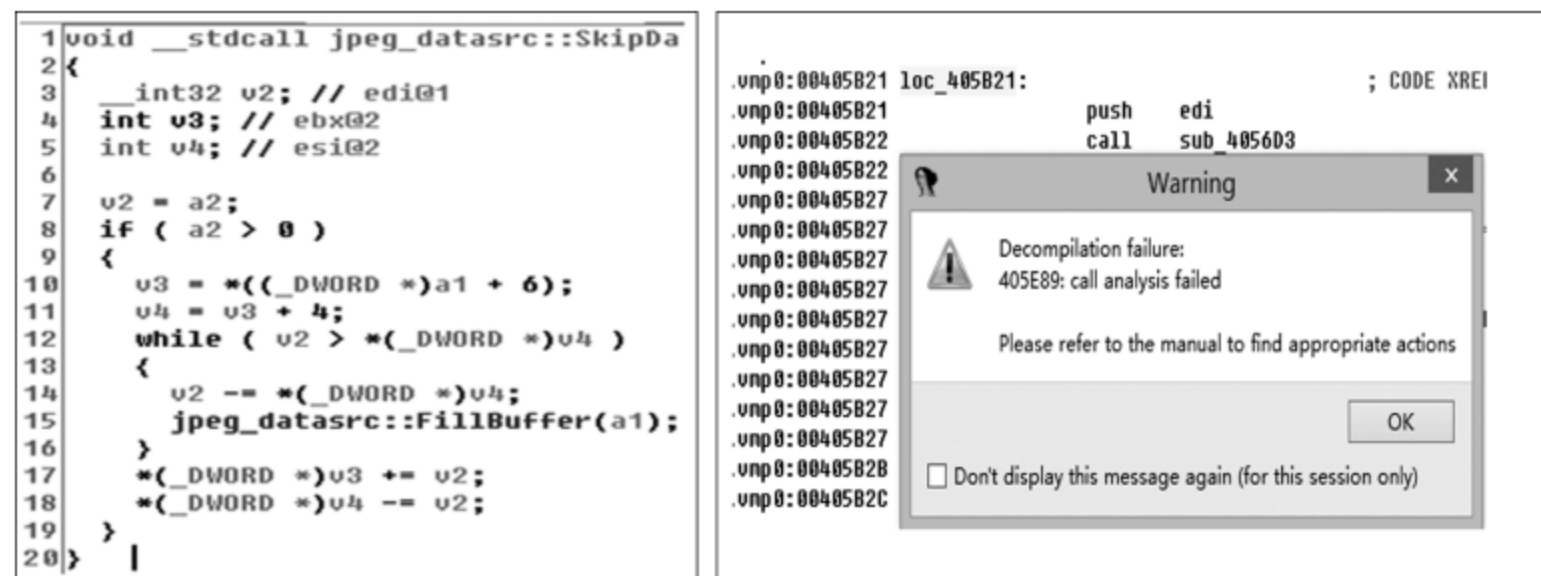 1 void __stdcall jpeg_datasrc::SkipDa
2 {
3 __int32 v2; // edi@1
4 int v3; // ebx@2
5 int v4; // esi@2
6
7 v2 = a2;
8 if ( a2 > 0 )
9 {
10 v3 = *((_DWORD *)a1 + 6);
11 v4 = v3 + 4;
12 while ( v2 > *(_DWORD *)v4 )
13 {
14 v2 -= *(_DWORD *)v4;
15 jpeg_datasrc::FillBuffer(a1);
16 }
17 *(_DWORD *)v3 += v2;
18 *(_DWORD *)v4 -= v2;
19 }
20 }
.vmp0:00405B21 loc_405B21: ; CODE XREF
.vmp0:00405B21 push edi
.vmp0:00405B22 call sub_4056D3
.vmp0:00405B22
.vmp0:00405B27
.vmp0:00405B27
.vmp0:00405B27
.vmp0:00405B27
.vmp0:00405B27
.vmp0:00405B27
.vmp0:00405B27
.vmp0:00405B27
.vmp0:00405B27
.vmp0:00405B2B
.vmp0:00405B2C
Warning
x
Decompilation failure:
405E89: call analysis failed
Please refer to the manual to find appropriate actions
OK
Don't display this message again (for this session only)